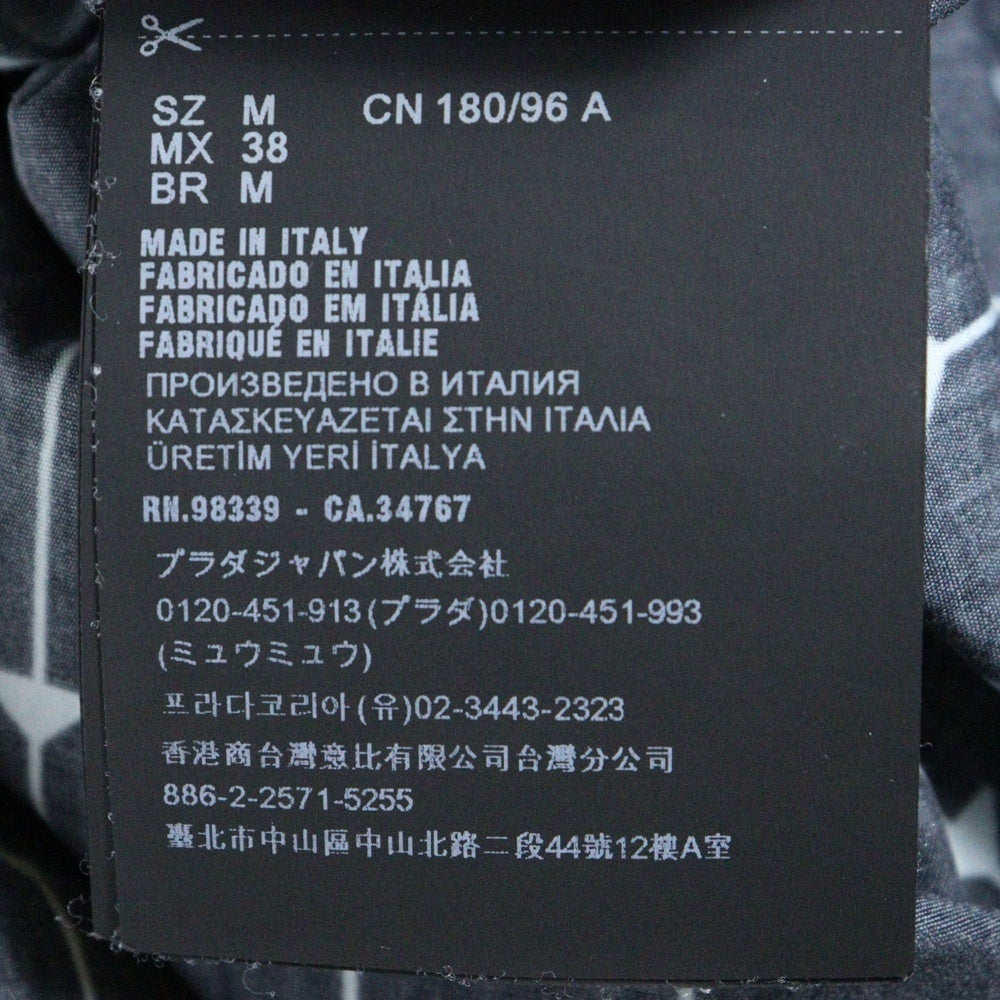 SZ M CN 180/96 A
MX 38
BR M
MADE IN ITALY
FABRICADO EN ITALIA
FABRICADO EM ITÁLIA
FABRIQUÉ EN ITALIE
ПРОИЗВЕДЕНО В ИТАЛИЯ
ΚΑΤΑΣΚΕΥΑΖΕΤΑΙ ΣΤΗΝ ΙΤΑΛΙΑ
ÜRETİM YERİ İTALYA
RN.98339 - CA.34767
プラダジャパン株式会社
0120-451-913(プラダ)0120-451-993
(ミュウミュウ)
프라다코리아(유)02-3443-2323
香港商台灣意比有限公司台灣分公司
886-2-2571-5255
臺北市中山區中山北路二段44號12樓A室